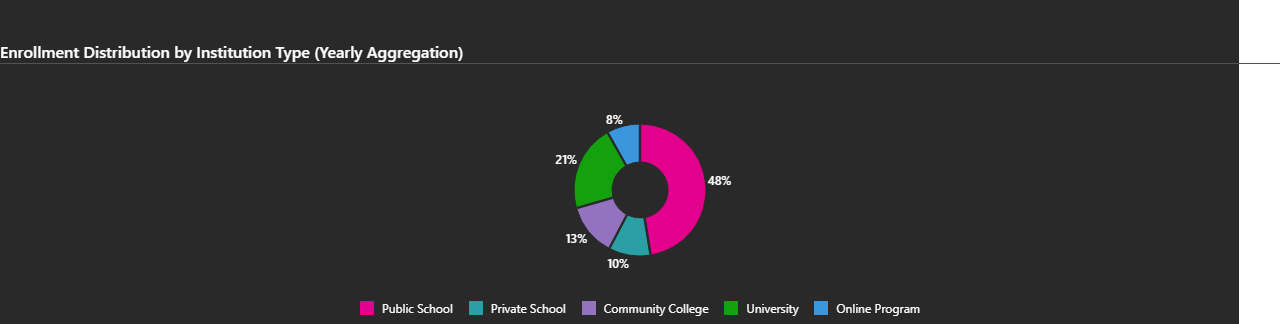 Enrollment Distribution by Institution Type (Yearly Aggregation)
8%
21%
48%
13%
10%
Public School Private School Community College University Online Program